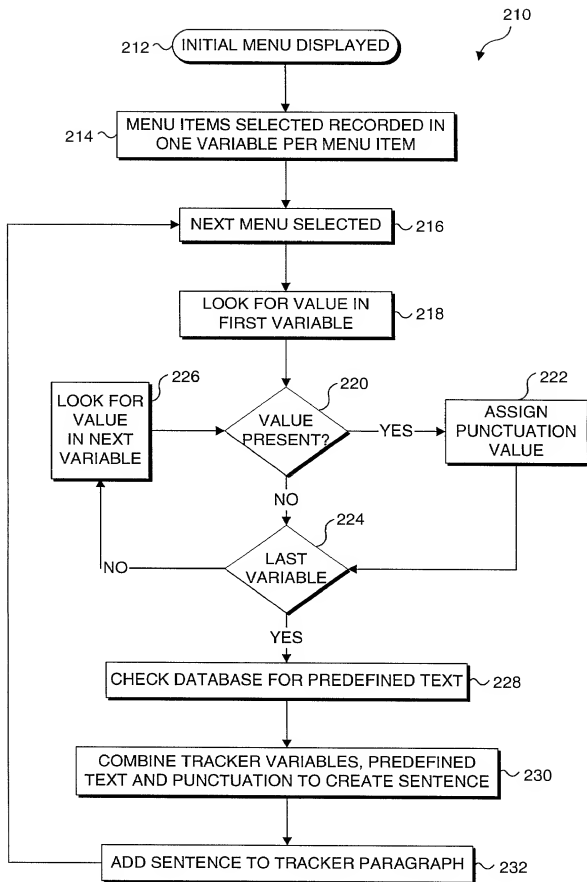 210
212
INITIAL MENU DISPLAYED
214
MENU ITEMS SELECTED RECORDED IN
ONE VARIABLE PER MENU ITEM
NEXT MENU SELECTED
216
LOOK FOR VALUE IN
FIRST VARIABLE
218
226
LOOK FOR
VALUE
IN NEXT
VARIABLE
220
VALUE
PRESENT?
YES
222
ASSIGN
PUNCTUATION
VALUE
NO
224
LAST
VARIABLE
NO
YES
CHECK DATABASE FOR PREDEFINED TEXT
228
COMBINE TRACKER VARIABLES, PREDEFINED
TEXT AND PUNCTUATION TO CREATE SENTENCE
230
ADD SENTENCE TO TRACKER PARAGRAPH
232